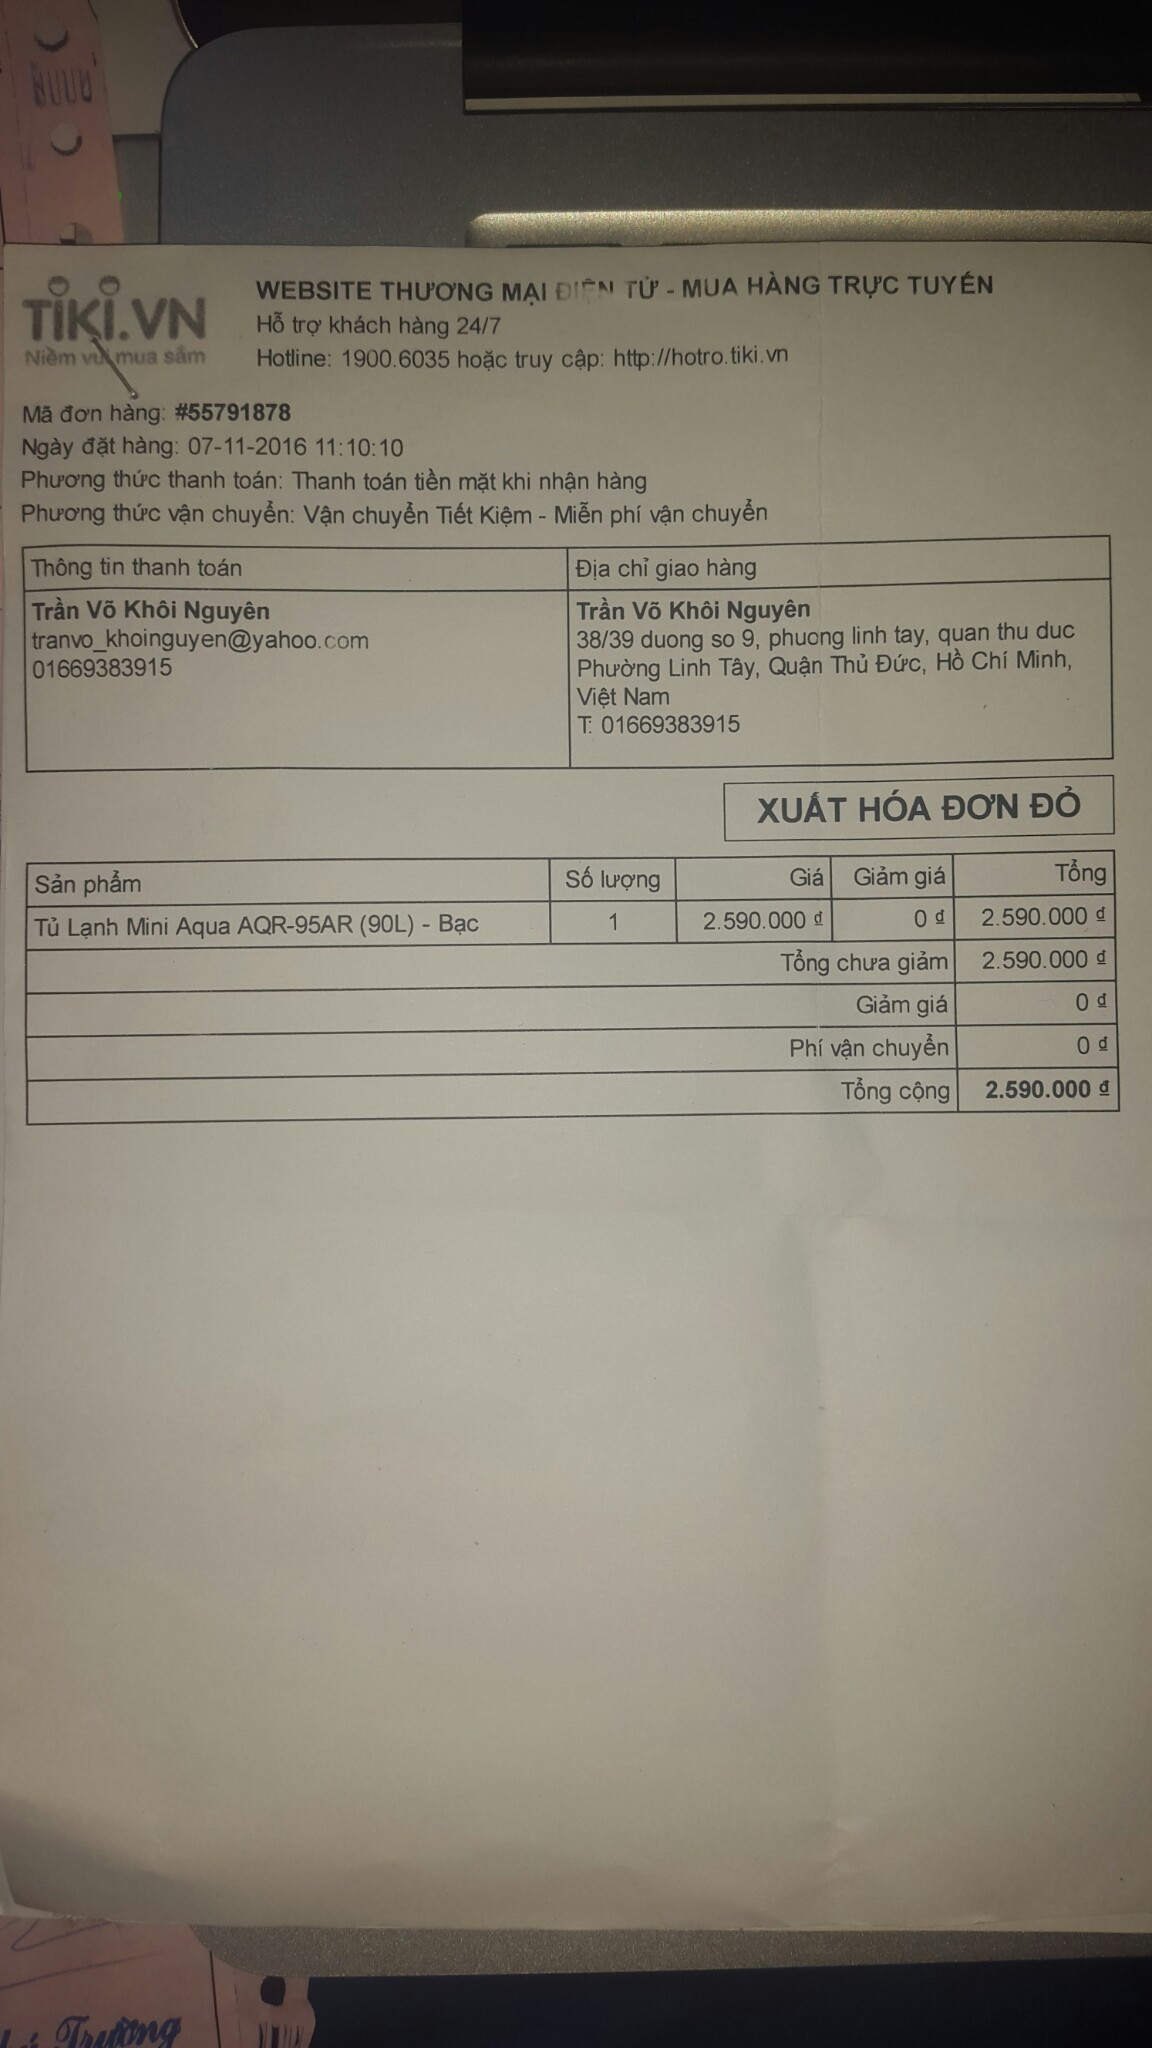 TIKI.VN
Niềm vui mua sắm
WEBSITE THƯƠNG MẠI ĐIỆN TỬ - MUA HÀNG TRỰC TUYẾN
Hỗ trợ khách hàng 24/7
Hotline: 1900.6035 hoặc truy cập: http://hotro.tiki.vn
Mã đơn hàng: #55791878
Ngày đặt hàng: 07-11-2016 11:10:10
Phương thức thanh toán: Thanh toán tiền mặt khi nhận hàng
Phương thức vận chuyển: Vận chuyển Tiết Kiệm - Miễn phí vận chuyển
Thông tin thanh toán
Trần Võ Khôi Nguyên
tranvo_khoinguyen@yahoo.com
01669383915
Địa chỉ giao hàng
Trần Võ Khôi Nguyên
38/39 duong so 9, phuong linh tay, quan thu duc
Phường Linh Tây, Quận Thủ Đức, Hồ Chí Minh,
Việt Nam
T: 01669383915
XUẤT HÓA ĐƠN ĐỎ
Sản phẩm Số lượng Giá Giảm giá Tổng
Tủ Lạnh Mini Aqua AQR-95AR (90L) - Bạc 1 2.590.000 ₫ 0 ₫ 2.590.000 ₫
Tổng chưa giảm 2.590.000 ₫
Giảm giá 0 ₫
Phí vận chuyển 0 ₫
Tổng cộng 2.590.000 ₫
Trường